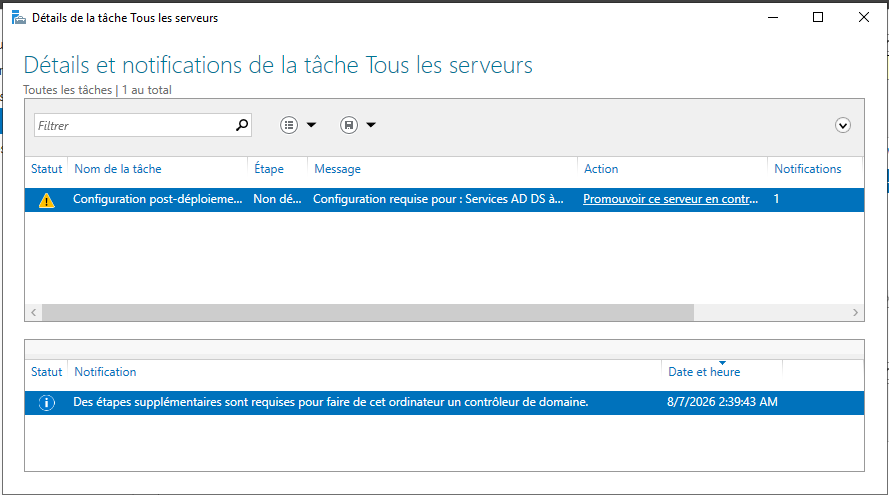 Détails de la tâche Tous les serveurs
Détails et notifications de la tâche Tous les serveurs
Toutes les tâches | 1 au total
Filtrer
Statut Nom de la tâche Étape Message Action Notifications
Configuration post-déploieme... Non dé... Configuration requise pour : Services AD DS à... Promouvoir ce serveur en contr... 1
Statut Notification Date et heure
Des étapes supplémentaires sont requises pour faire de cet ordinateur un contrôleur de domaine. 8/7/2026 2:39:43 AM